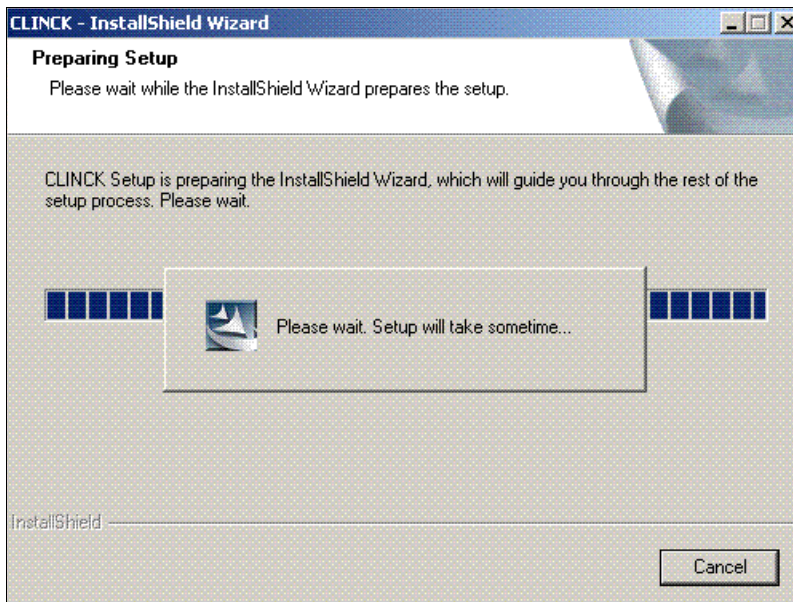 CLINCK - InstallShield Wizard
Preparing Setup
Please wait while the InstallShield Wizard prepares the setup.
CLINCK Setup is preparing the InstallShield Wizard, which will guide you through the rest of the
setup process. Please wait.
Please wait. Setup will take sometime...
InstallShield
Cancel